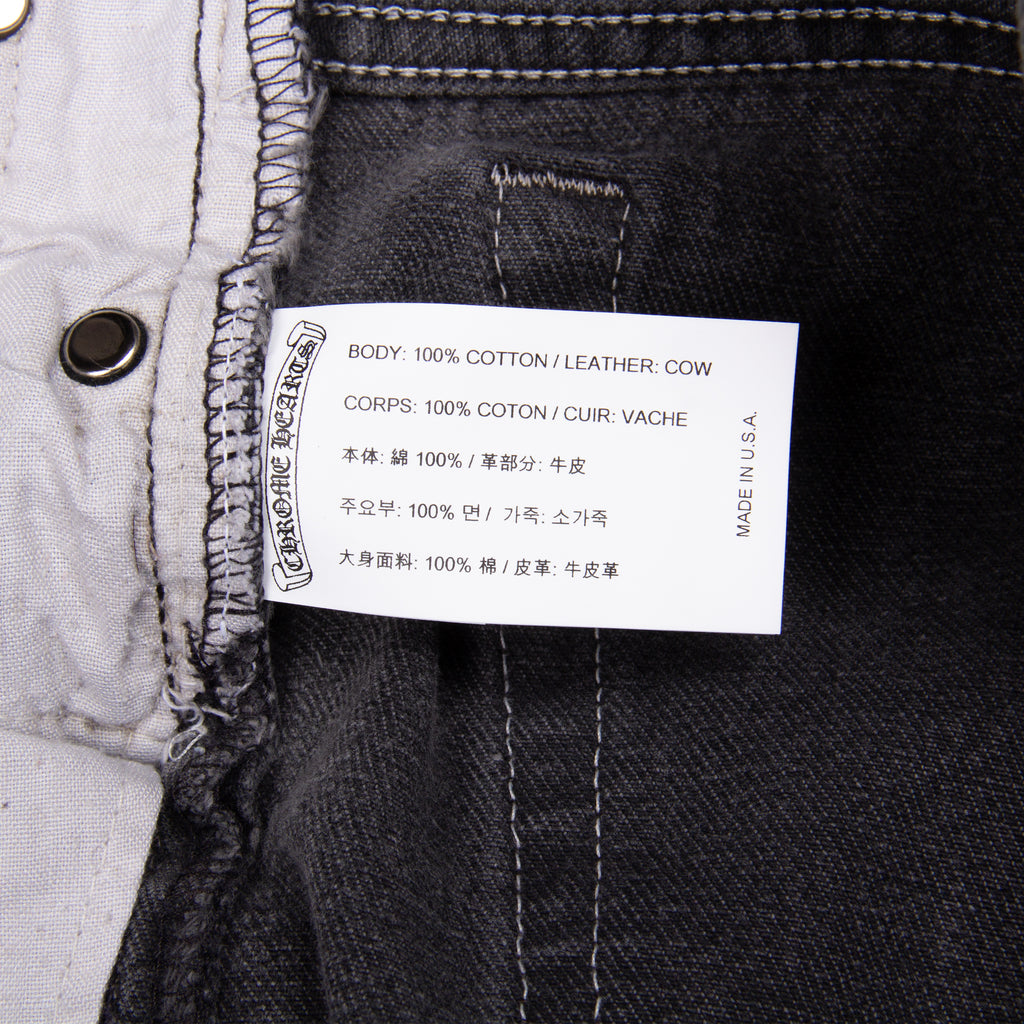 CHROME HEARTS
BODY: 100% COTTON / LEATHER: COW
CORPS: 100% COTON / CUIR: VACHE
本体: 綿 100% / 革部分: 牛皮
주요부: 100% 면 / 가죽: 소가죽
大身面料: 100% 棉 / 皮革: 牛皮革
MADE IN U.S.A.